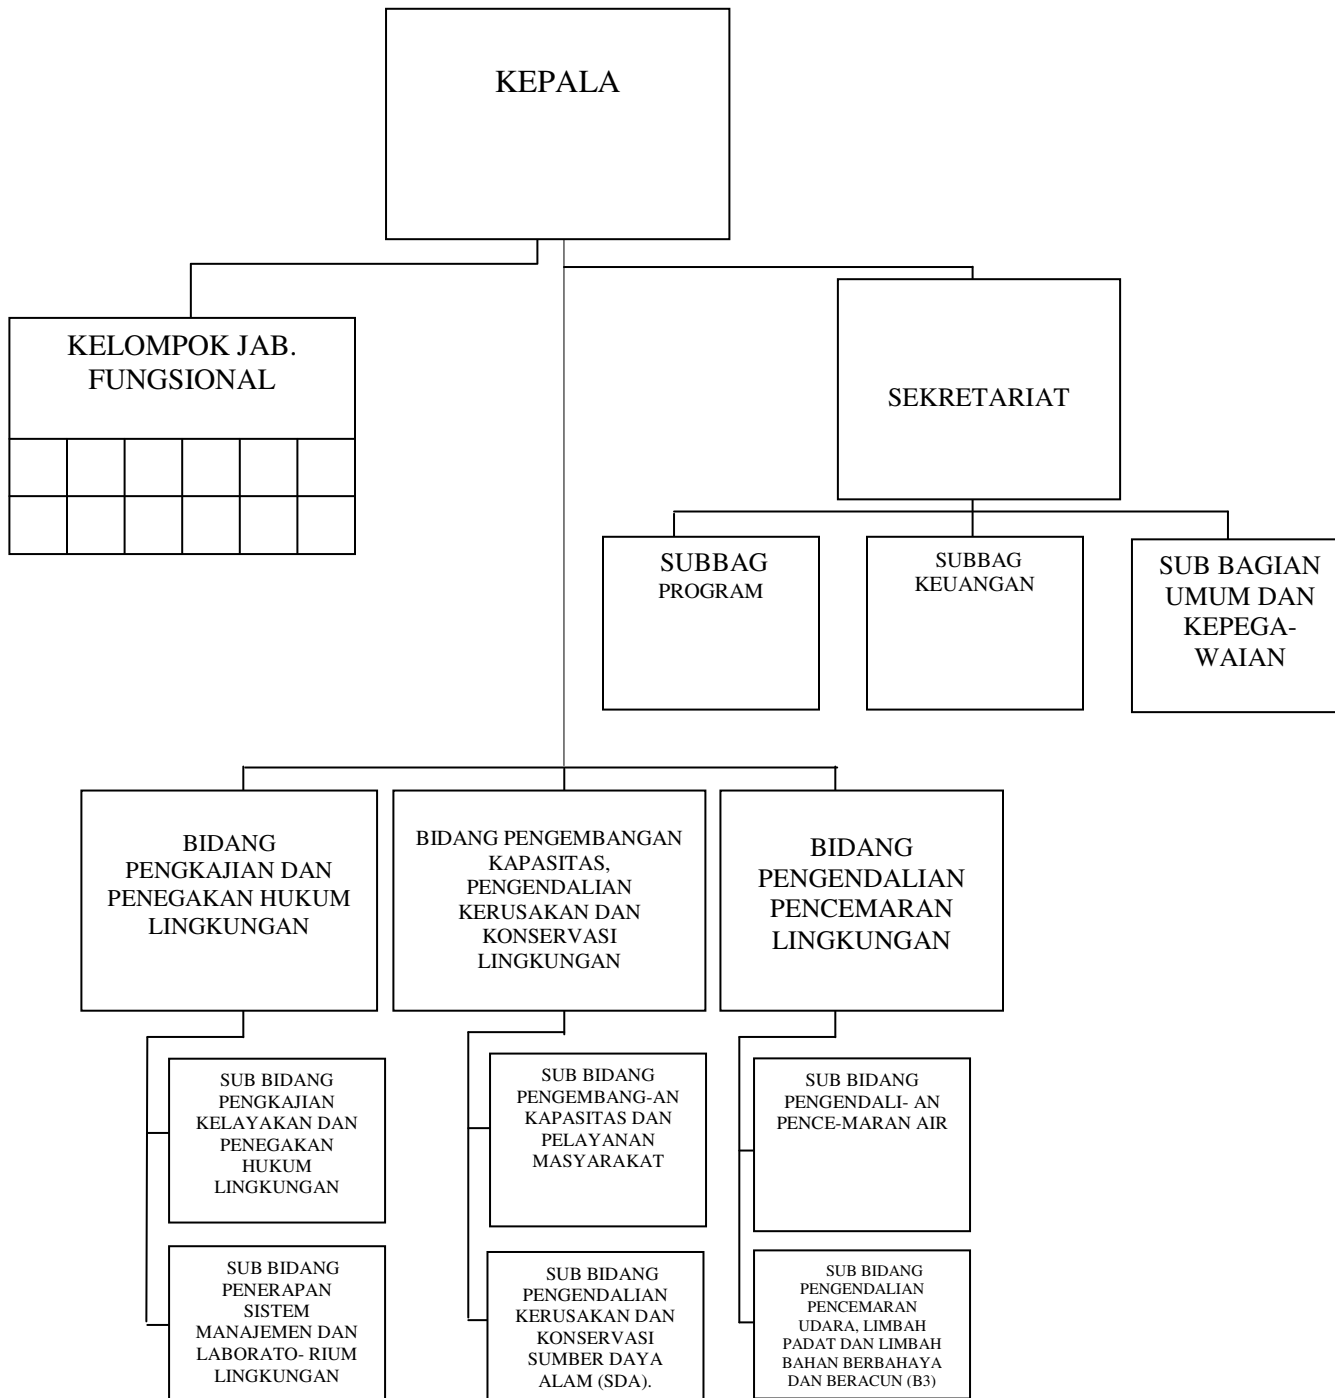 KEPALA
KELOMPOK JAB.
FUNGSIONAL
SEKRETARIAT
SUBBAG
PROGRAM
SUBBAG
KEUANGAN
SUB BAGIAN
UMUM DAN
KEPEGA-
WAIAN
BIDANG
PENGKAJIAN DAN
PENEGAKAN HUKUM
LINGKUNGAN
BIDANG PENGEMBANGAN
KAPASITAS,
PENGENDALIAN
KERUSAKAN DAN
KONSERVASI
LINGKUNGAN
BIDANG
PENGENDALIAN
PENCEMARAN
LINGKUNGAN
SUB BIDANG
PENGKAJIAN
KELAYAKAN DAN
PENEGAKAN
HUKUM
LINGKUNGAN
SUB BIDANG
PENGEMBANG-AN
KAPASITAS DAN
PELAYANAN
MASYARAKAT
SUB BIDANG
PENGENDALI- AN
PENCE-MARAN AIR
SUB BIDANG
PENERAPAN
SISTEM
MANAJEMEN DAN
LABORATO- RIUM
LINGKUNGAN
SUB BIDANG
PENGENDALIAN
KERUSAKAN DAN
KONSERVASI
SUMBER DAYA
ALAM (SDA).
SUB BIDANG
PENGENDALIAN
PENCEMARAN
UDARA, LIMBAH
PADAT DAN LIMBAH
BAHAN BERBAHAYA
DAN BERACUN (B3)